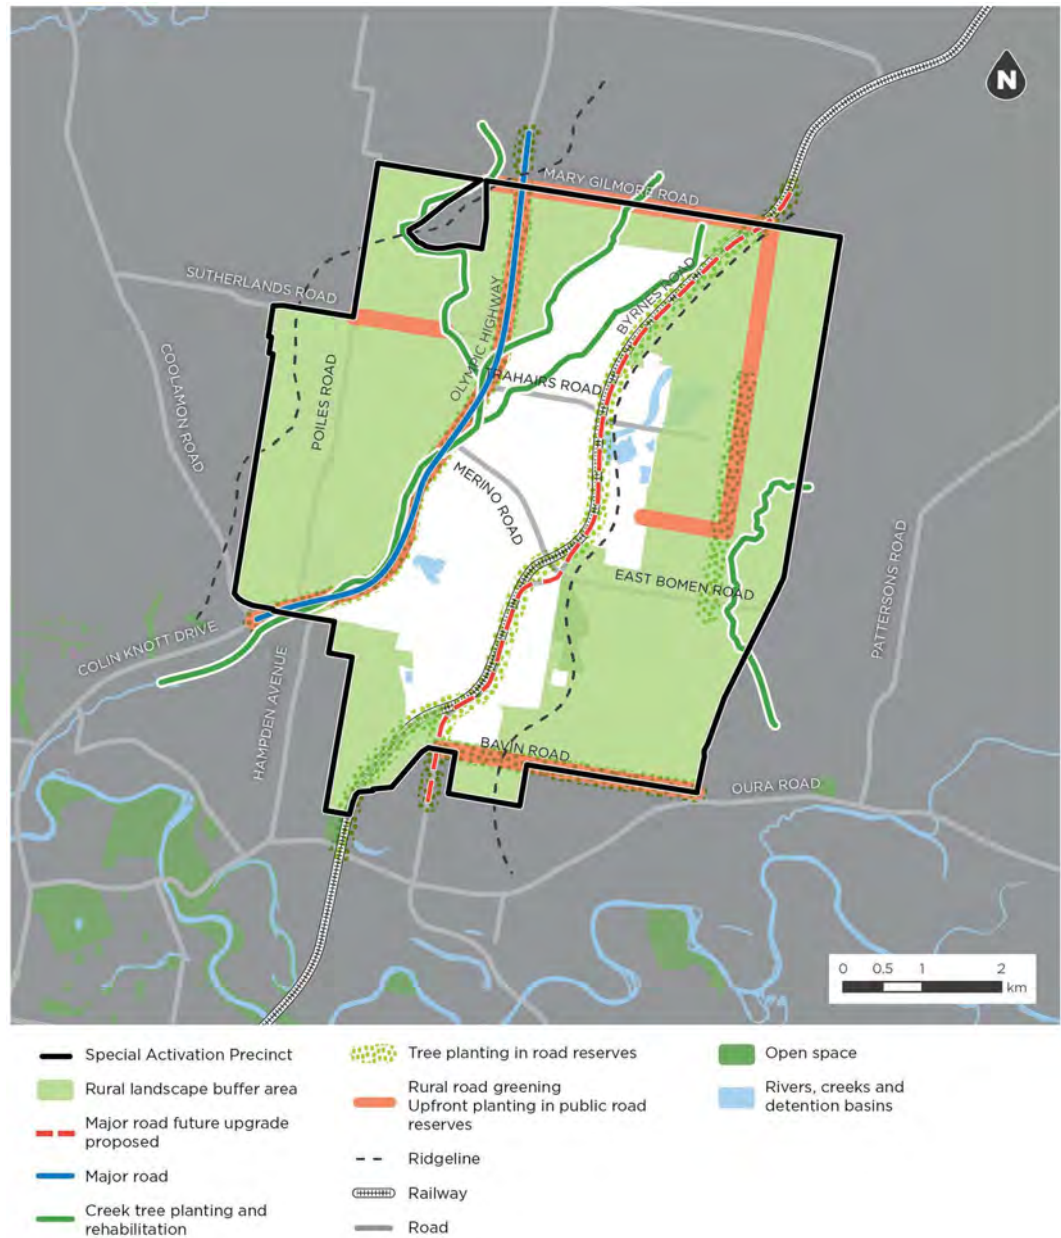 N
MARY GILMORE ROAD
SUTHERLANDS ROAD
BYRNES ROAD
OLYMPIC HIGHWAY
COOLAMON ROAD
POILES ROAD
TRAHAIRS ROAD
MERINO ROAD
EAST BOMEN ROAD
PATTERSONS ROAD
COLIN KNOTT DRIVE
HAMPDEN AVENUE
BAVIN ROAD
OURA ROAD
0 0.5 1 2
km
Special Activation Precinct
Rural landscape buffer area
Major road future upgrade
proposed
Major road
Creek tree planting and
rehabilitation
Tree planting in road reserves
Rural road greening
Upfront planting in public road
reserves
Ridgeline
Railway
Road
Open space
Rivers, creeks and
detention basins